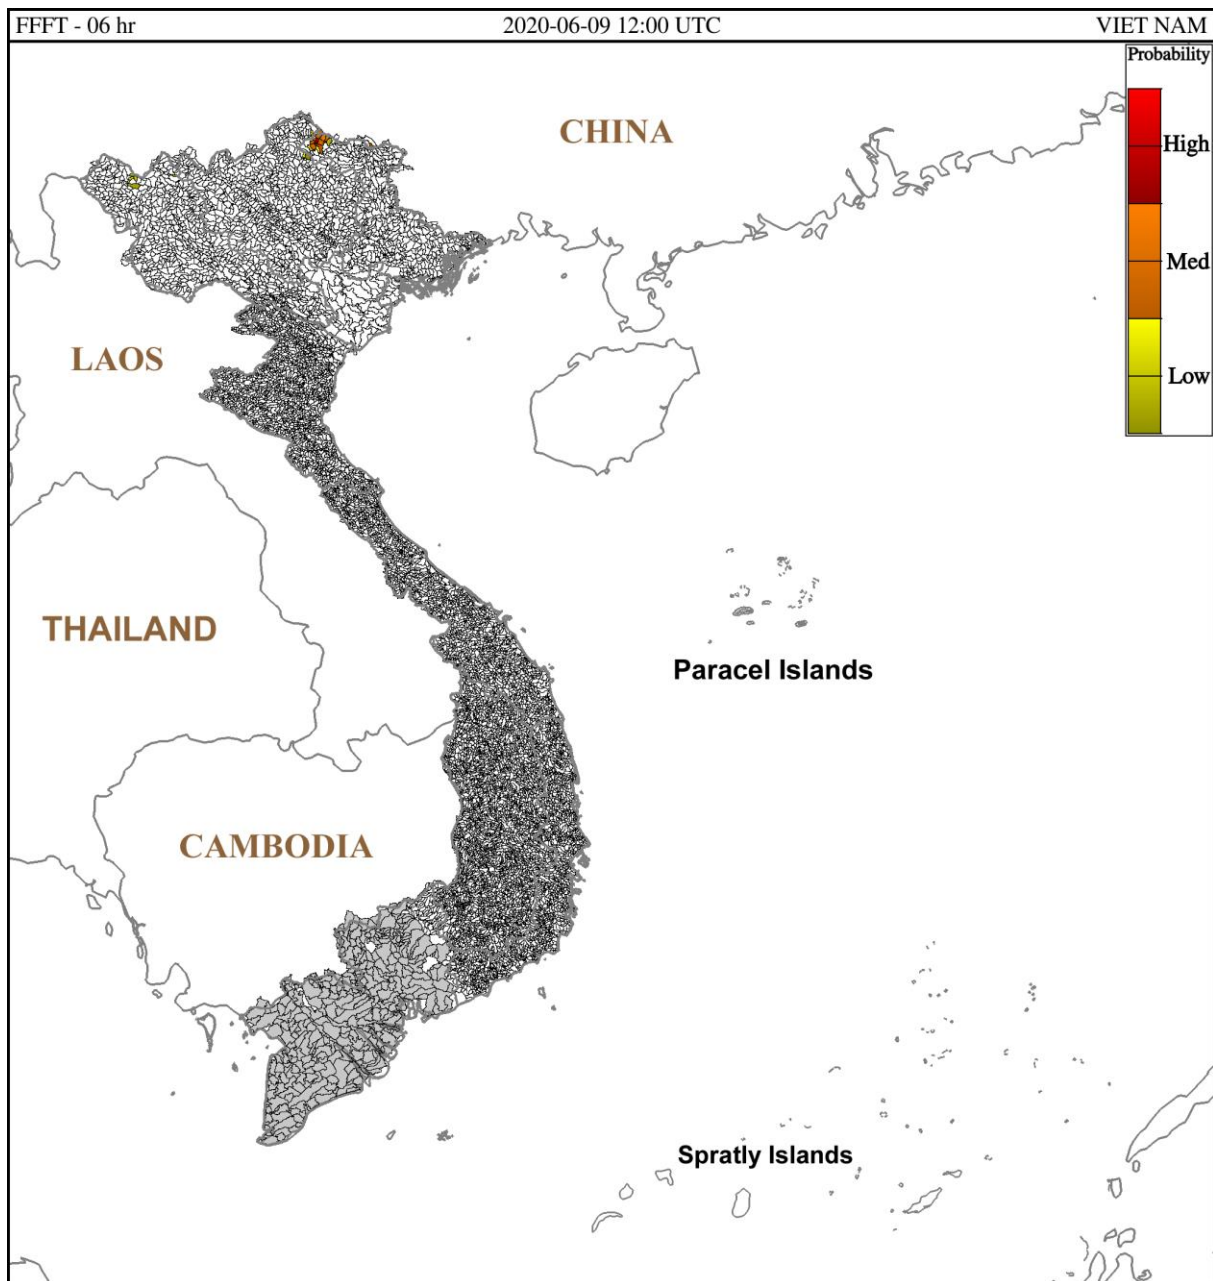 FFFT - 06 hr 2020-06-09 12:00 UTC VIET NAM
Probability
High
Med
Low
CHINA
LAOS
THAILAND
Paracel Islands
CAMBODIA
Spratly Islands